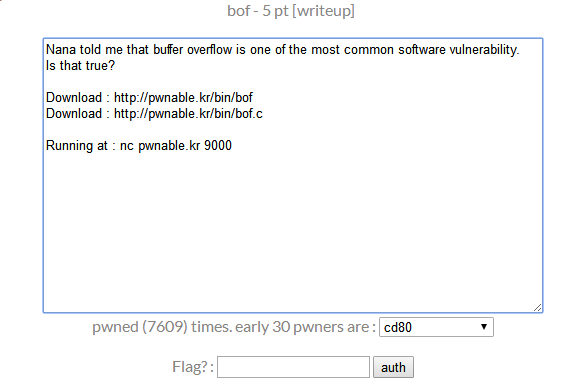 bof - 5 pt [writeup]
Nana told me that buffer overflow is one of the most common software vulnerability.
Is that true?
Download : http://pwnable.kr/bin/bof
Download : http://pwnable.kr/bin/bof.c
Running at : nc pwnable.kr 9000
pwned (7609) times. early 30 pwners are : cd80
Flag? : auth